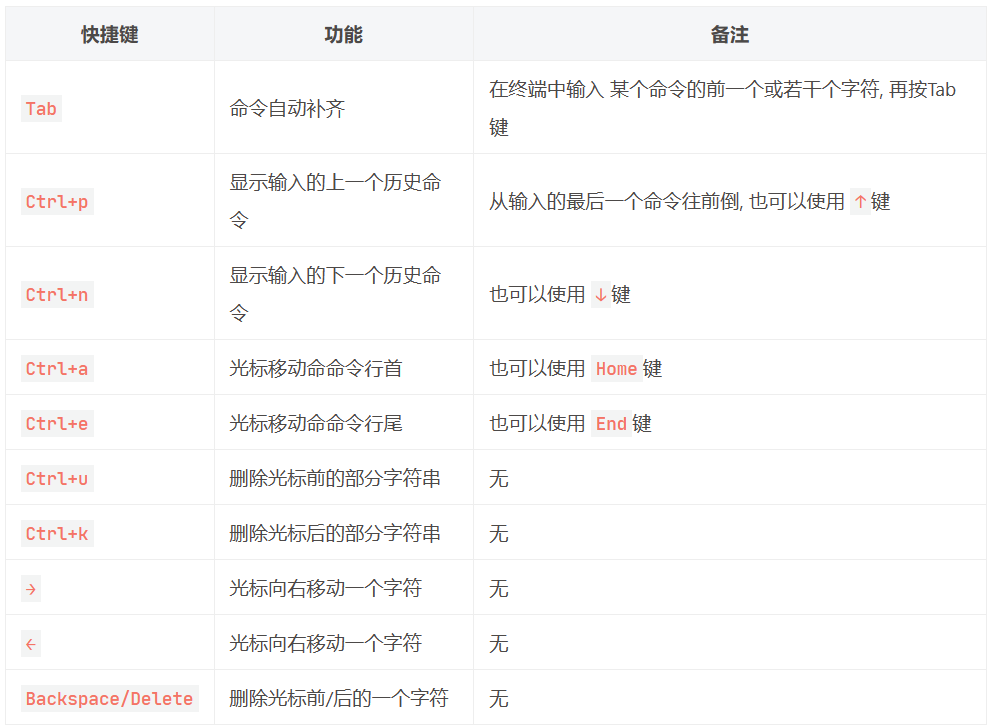 快捷键 功能 备注
Tab 命令自动补齐 在终端中输入 某个命令的前一个或若干个字符, 再按Tab
键
Ctrl+p 显示输入的上一个历史命
令 从输入的最后一个命令往前倒, 也可以使用 ↑ 键
Ctrl+n 显示输入的下一个历史命
令 也可以使用 ↓ 键
Ctrl+a 光标移动命命令行首 也可以使用 Home 键
Ctrl+e 光标移动命命令行尾 也可以使用 End 键
Ctrl+u 删除光标前的部分字符串 无
Ctrl+k 删除光标后的部分字符串 无
→ 光标向右移动一个字符 无
← 光标向右移动一个字符 无
Backspace/Delete 删除光标前/后的一个字符 无